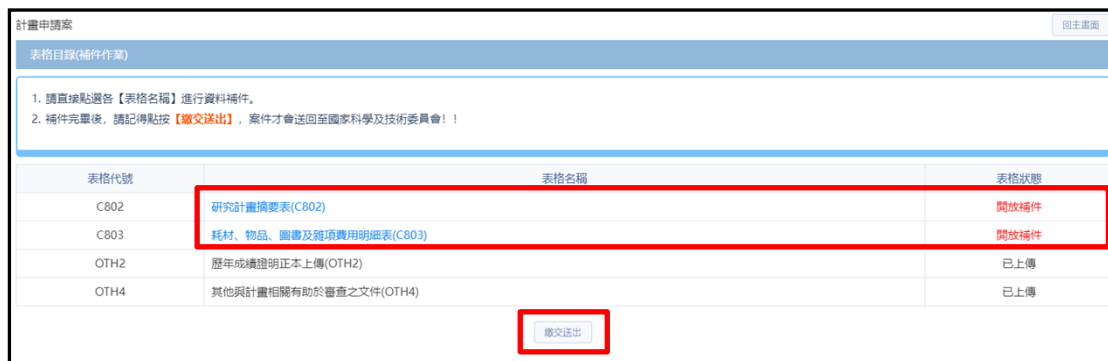 計畫申請案
回主畫面
表格目錄(補件作業)
1. 請直接點選各【表格名稱】進行資料補件。
2. 補件完畢後，請記得點按【繳交送出】，案件才會送回至國家科學及技術委員會！！
表格代號 表格名稱 表格狀態
C802 研究計畫摘要表(C802) 開放補件
C803 耗材、物品、圖書及雜項費用明細表(C803) 開放補件
OTH2 歷年成績證明正本上傳(OTH2) 已上傳
OTH4 其他與計畫相關有助於審查之文件(OTH4) 已上傳
繳交送出